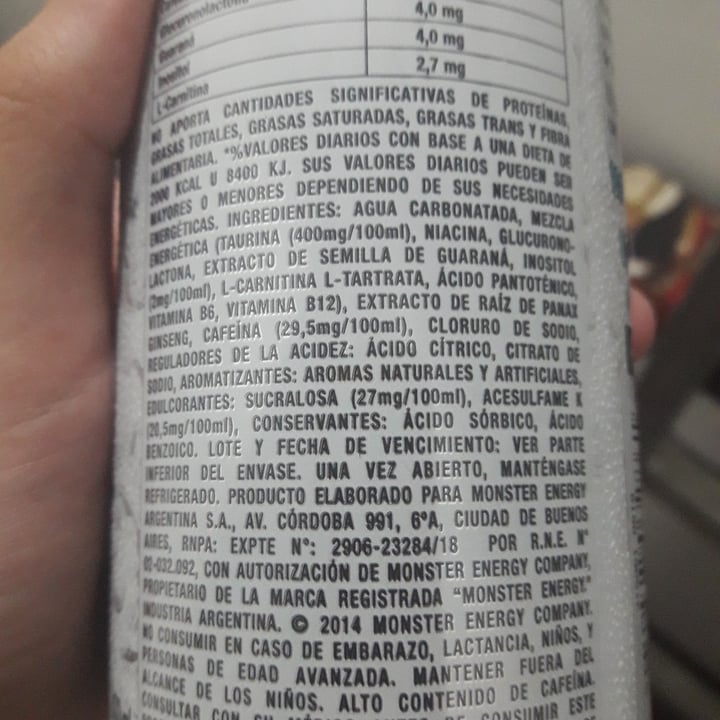 Glucuronolactona
4,0 mg
Guaraná
4,0 mg
Inositol
2,7 mg
L-Carnitina
NO APORTA CANTIDADES SIGNIFICATIVAS DE PROTEÍNAS,
GRASAS TOTALES, GRASAS SATURADAS, GRASAS TRANS Y FIBRA
ALIMENTARIA. *%VALORES DIARIOS CON BASE A UNA DIETA DE
2000 KCAL U 8400 KJ. SUS VALORES DIARIOS PUEDEN SER
MAYORES O MENORES DEPENDIENDO DE SUS NECESIDADES
ENERGÉTICAS. INGREDIENTES: AGUA CARBONATADA, MEZCLA
ENERGÉTICA (TAURINA (400mg/100ml), NIACINA, GLUCURONO-
LACTONA, EXTRACTO DE SEMILLA DE GUARANÁ, INOSITOL
(2mg/100ml), L-CARNITINA L-TARTRATA, ÁCIDO PANTOTÉNICO,
VITAMINA B6, VITAMINA B12), EXTRACTO DE RAÍZ DE PANAX
GINSENG, CAFEÍNA (29,5mg/100ml), CLORURO DE SODIO,
REGULADORES DE LA ACIDEZ: ÁCIDO CÍTRICO, CITRATO DE
SODIO, AROMATIZANTES: AROMAS NATURALES Y ARTIFICIALES,
EDULCORANTES: SUCRALOSA (27mg/100ml), ACESULFAME K
(20,5mg/100ml), CONSERVANTES: ÁCIDO SÓRBICO, ÁCIDO
BENZOICO. LOTE Y FECHA DE VENCIMIENTO: VER PARTE
INFERIOR DEL ENVASE. UNA VEZ ABIERTO, MANTÉNGASE
REFRIGERADO. PRODUCTO ELABORADO PARA MONSTER ENERGY
ARGENTINA S.A., AV. CÓRDOBA 991, 6ºA, CIUDAD DE BUENOS
AIRES, RNPA: EXPTE Nº: 2906-23284/18 POR R.N.E. Nº
02-032.092, CON AUTORIZACIÓN DE MONSTER ENERGY COMPANY,
PROPIETARIO DE LA MARCA REGISTRADA "MONSTER ENERGY."
INDUSTRIA ARGENTINA. © 2014 MONSTER ENERGY COMPANY.
NO CONSUMIR EN CASO DE EMBARAZO, LACTANCIA, NIÑOS, Y
PERSONAS DE EDAD AVANZADA. MANTENER FUERA DEL
ALCANCE DE LOS NIÑOS. ALTO CONTENIDO DE CAFEÍNA.
CONSULTAR CON SU MÉDICO ANTES DE CONSUMIR ESTE